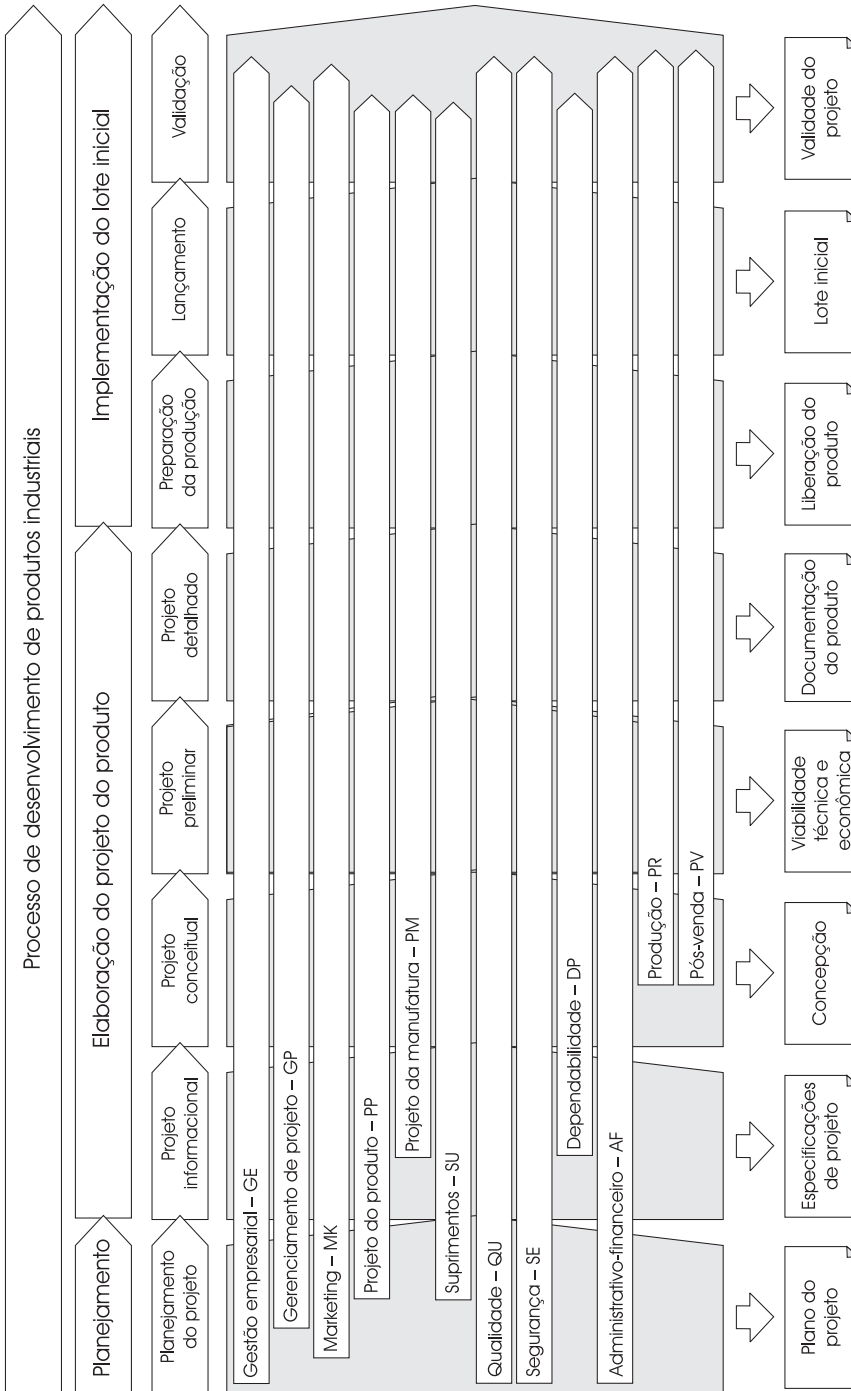 Processo de desenvolvimento de produtos industriais
Planejamento
Elaboração do projeto do produto
Implementação do lote inicial
Planejamento
do projeto
Projeto
informacional
Projeto
conceitual
Projeto
preliminar
Projeto
detalhado
Preparação
da produção
Lançamento
Validação
Gestão empresarial – GE
Gerenciamento de projeto – GP
Marketing – MK
Projeto do produto – PP
Projeto da manufatura – PM
Suprimentos – SU
Qualidade – QU
Segurança – SE
Dependabilidade – DP
Administrativo-financeiro – AF
Produção – PR
Pós-venda – PV
Plano do
projeto
Especificações
de projeto
Concepção
Viabilidade
técnica e
econômica
Documentação
do produto
Liberação do
produto
Lote inicial
Validade do
projeto